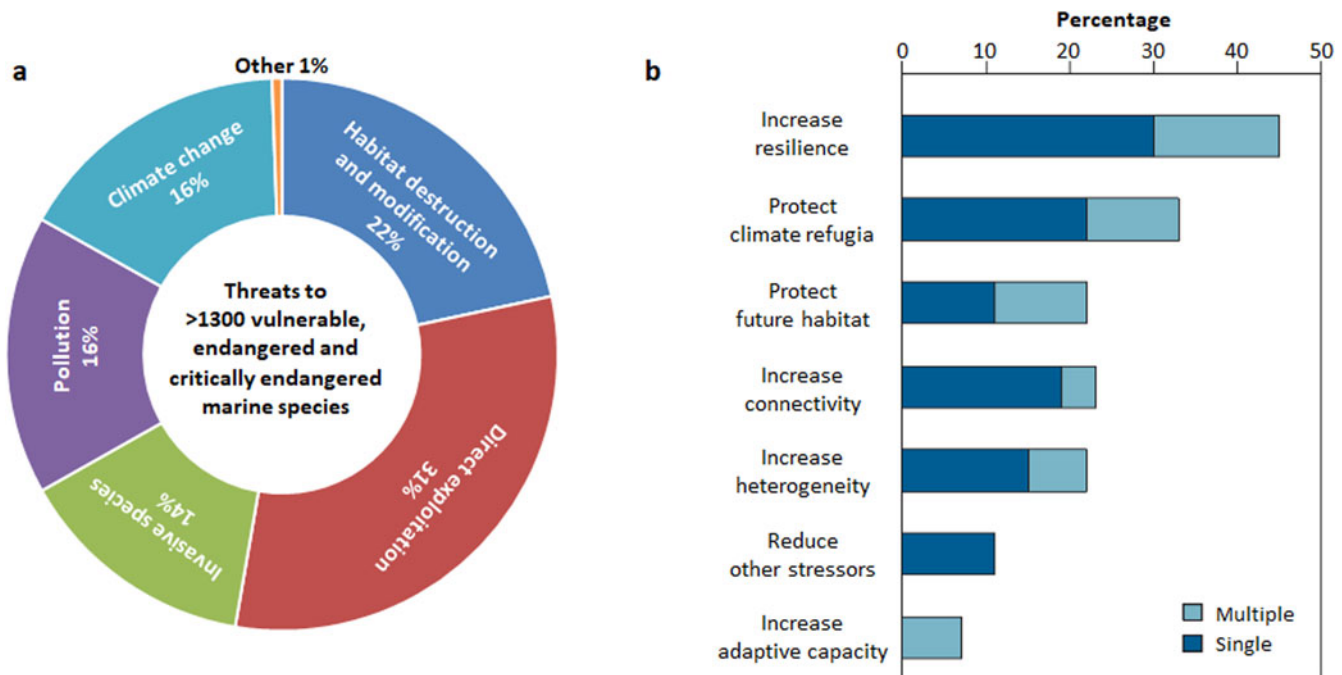 a
Other 1%
Habitat destruction
and modification
22%
Direct exploitation
31%
Invasive species
14%
Pollution
16%
Climate change
16%
Threats to
>1300 vulnerable,
endangered and
critically endangered
marine species
b
Percentage
0 10 20 30 40 50
Increase
resilience
Protect
climate refugia
Protect
future habitat
Increase
connectivity
Increase
heterogeneity
Reduce
other stressors
Increase
adaptive capacity
Multiple
Single